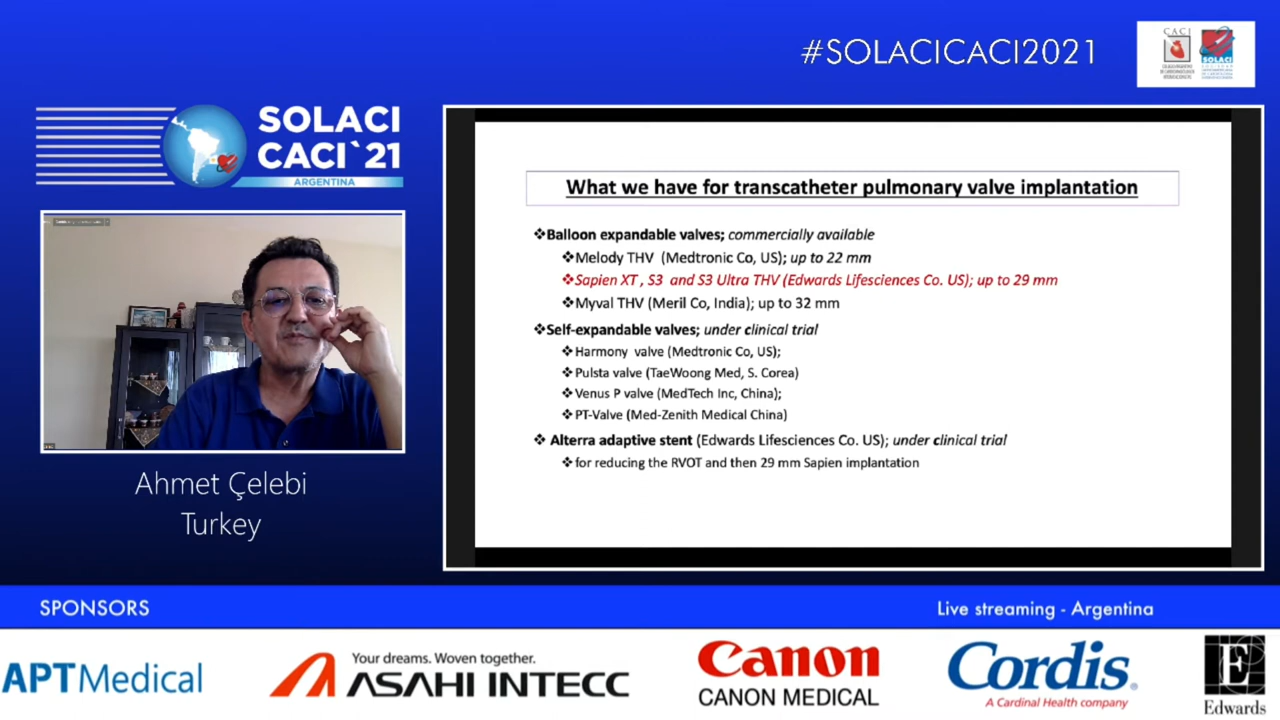 #SOLACICACI2021
CACI
SOLACI
SOLACI
CACI`21
ARGENTINA
What we have for transcatheter pulmonary valve implantation
❖Balloon expandable valves; commercially available
❖Melody THV (Medtronic Co, US); up to 22 mm
❖Sapien XT , S3 and S3 Ultra THV (Edwards Lifesciences Co. US); up to 29 mm
❖Myval THV (Meril Co, India); up to 32 mm
❖Self-expandable valves; under clinical trial
❖Harmony valve (Medtronic Co, US);
❖Pulsta valve (TaeWoong Med, S. Corea)
❖Venus P valve (MedTech Inc, China);
❖PT-Valve (Med-Zenith Medical China)
❖ Alterra adaptive stent (Edwards Lifesciences Co. US); under clinical trial
❖for reducing the RVOT and then 29 mm Sapien implantation
Ahmet Çelebi
Turkey
SPONSORS
Live streaming - Argentina
APTMedical
Your dreams. Woven together.
ASAHI INTECC
Canon
CANON MEDICAL
Cordis®
A Cardinal Health company
E
Edwards